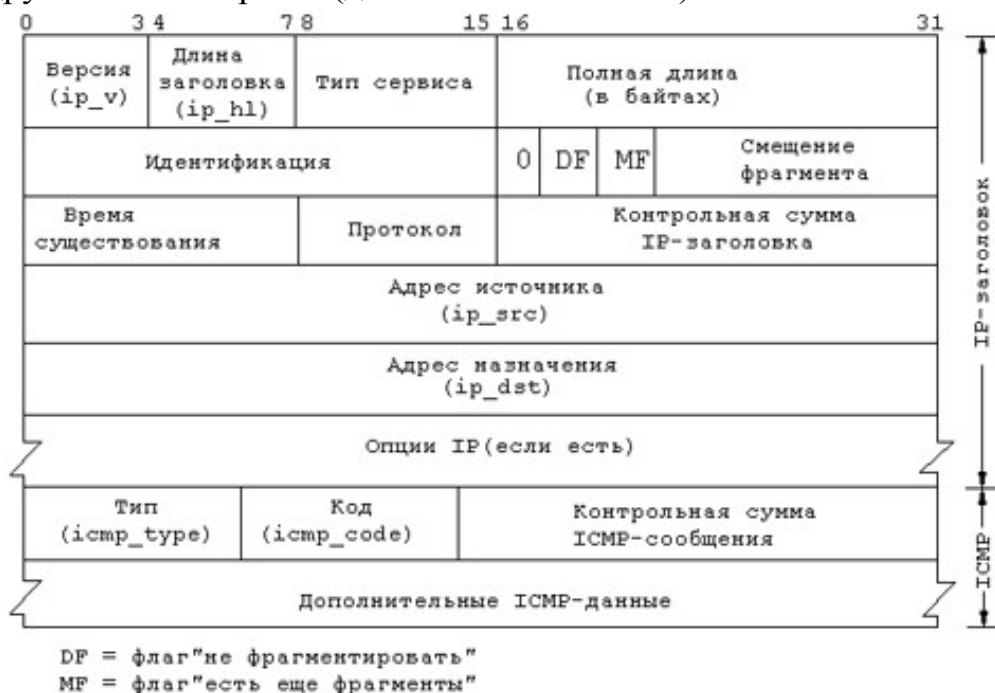 0 3 4 7 8 15 16 31
Версия
(ip_v)
Длина
заголовка
(ip_hl)
Тип сервиса
Полная длина
(в байтах)
Идентификация
0 DF MF
Смещение
фрагмента
Время
существования
Протокол
Контрольная сумма
IP-заголовка
Адрес источника
(ip_src)
Адрес назначения
(ip_dst)
Опции IP(если есть)
IP-заголовок
Тип
(icmp_type)
Код
(icmp_code)
Контрольная сумма
ICMP-сообщения
Дополнительные ICMP-данные
ICMP
DF = флаг"не фрагментировать"
MF = флаг"есть еще фрагменты"